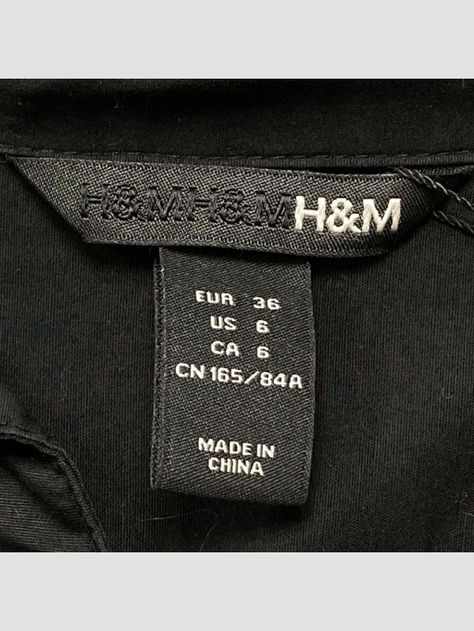 H&MH&MH&M
EUR 36
US 6
CA 6
CN 165/84A
MADE IN
CHINA